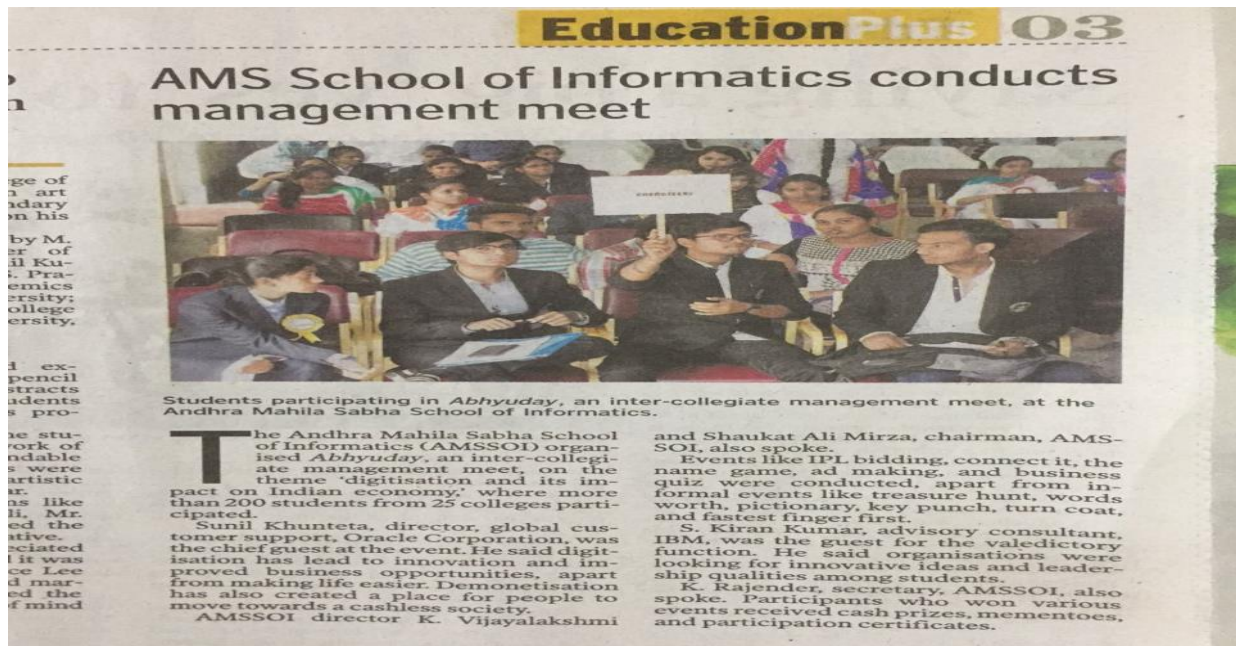 EducationPlus 03
AMS School of Informatics conducts
management meet
Students participating in Abhyuday, an inter-collegiate management meet, at the
Andhra Mahila Sabha School of Informatics.
The Andhra Mahila Sabha School
of Informatics (AMSSOI) organ-
ised Abhyuday, an inter-collegi-
ate management meet, on the
theme ‘digitisation and its im-
pact on Indian economy,’ where more
than 200 students from 25 colleges parti-
cipated.
Sunil Khunteta, director, global cus-
tomer support, Oracle Corporation, was
the chief guest at the event. He said digit-
isation has lead to innovation and im-
proved business opportunities, apart
from making life easier. Demonetisation
has also created a place for people to
move towards a cashless society.
AMSSOI director K. Vijayalakshmi
and Shaukat Ali Mirza, chairman, AMS-
SOI, also spoke.
Events like IPL bidding, connect it, the
name game, ad making, and business
quiz were conducted, apart from in-
formal events like treasure hunt, words
worth, pictionary, key punch, turn coat,
and fastest finger first.
S. Kiran Kumar, advisory consultant,
IBM, was the guest for the valedictory
function. He said organisations were
looking for innovative ideas and leader-
ship qualities among students.
K. Rajender, secretary, AMSSOI, also
spoke. Participants who won various
events received cash prizes, mementoes,
and participation certificates.